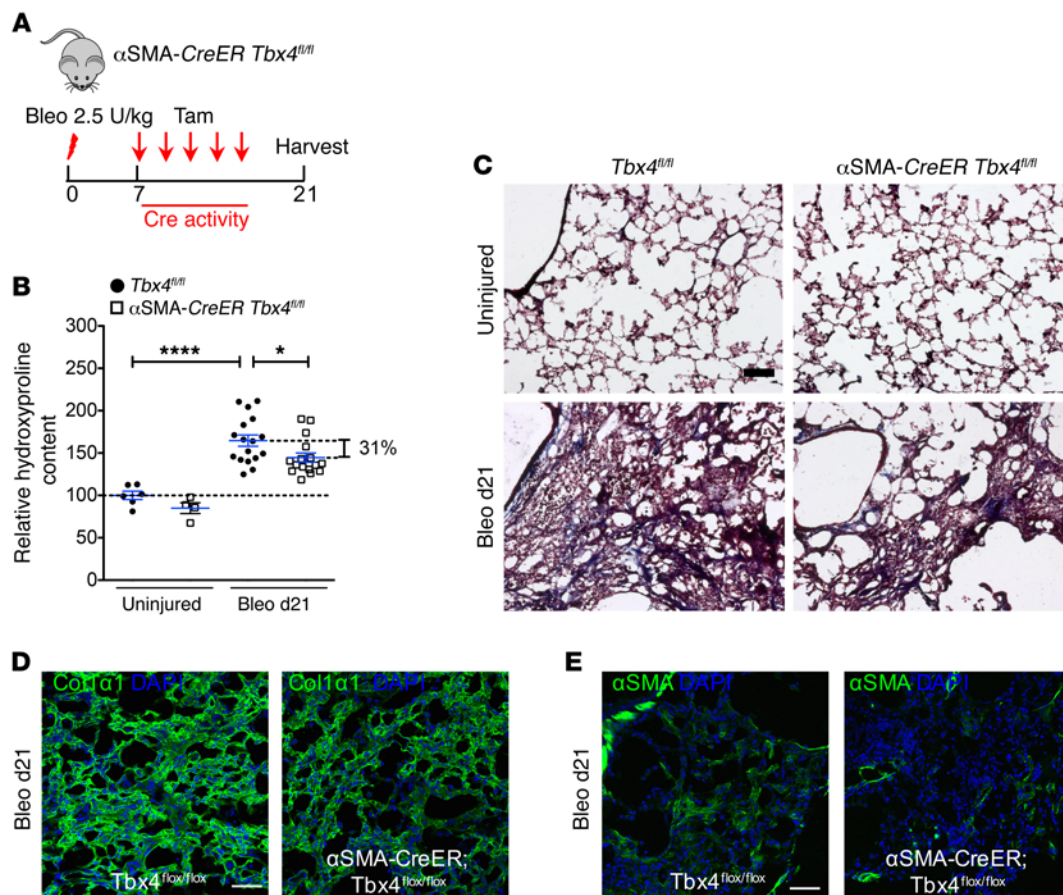 A
αSMA-CreER Tbx4fl/fl
Bleo 2.5 U/kg Tam
Harvest
0 7 21
Cre activity
B
Tbx4fl/fl
αSMA-CreER Tbx4fl/fl
Relative hydroxyproline
content
300
250
200
150
100
50
0
**** *
31%
Uninjured Bleo d21
C
Tbx4fl/fl αSMA-CreER Tbx4fl/fl
Uninjured
Bleo d21
D
Bleo d21
Col1α1 DAPI Col1α1 DAPI
Tbx4flox/flox
αSMA-CreER;
Tbx4flox/flox
E
Bleo d21
αSMA DAPI αSMA/DAPI
Tbx4flox/flox
αSMA-CreER;
Tbx4flox/flox